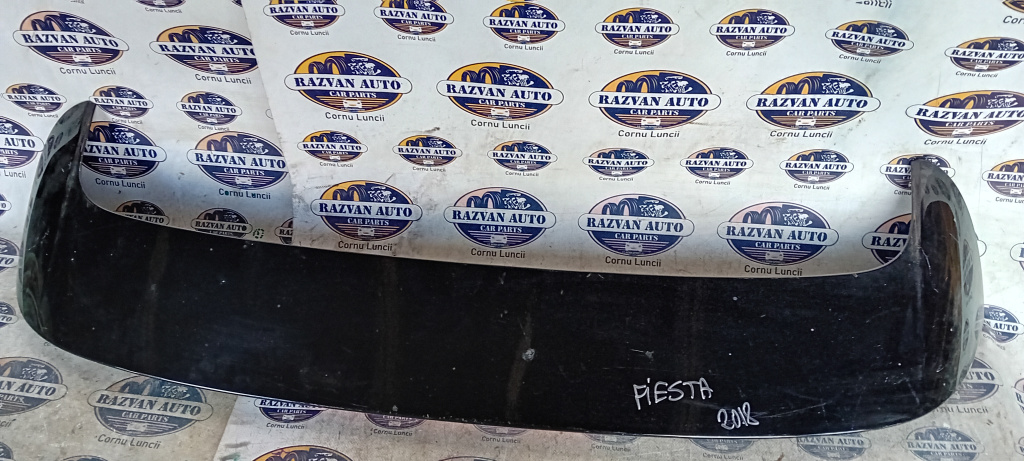 RAZVAN AUTO
CAR PARTS
Cornu Luncii
FiESTA
2018